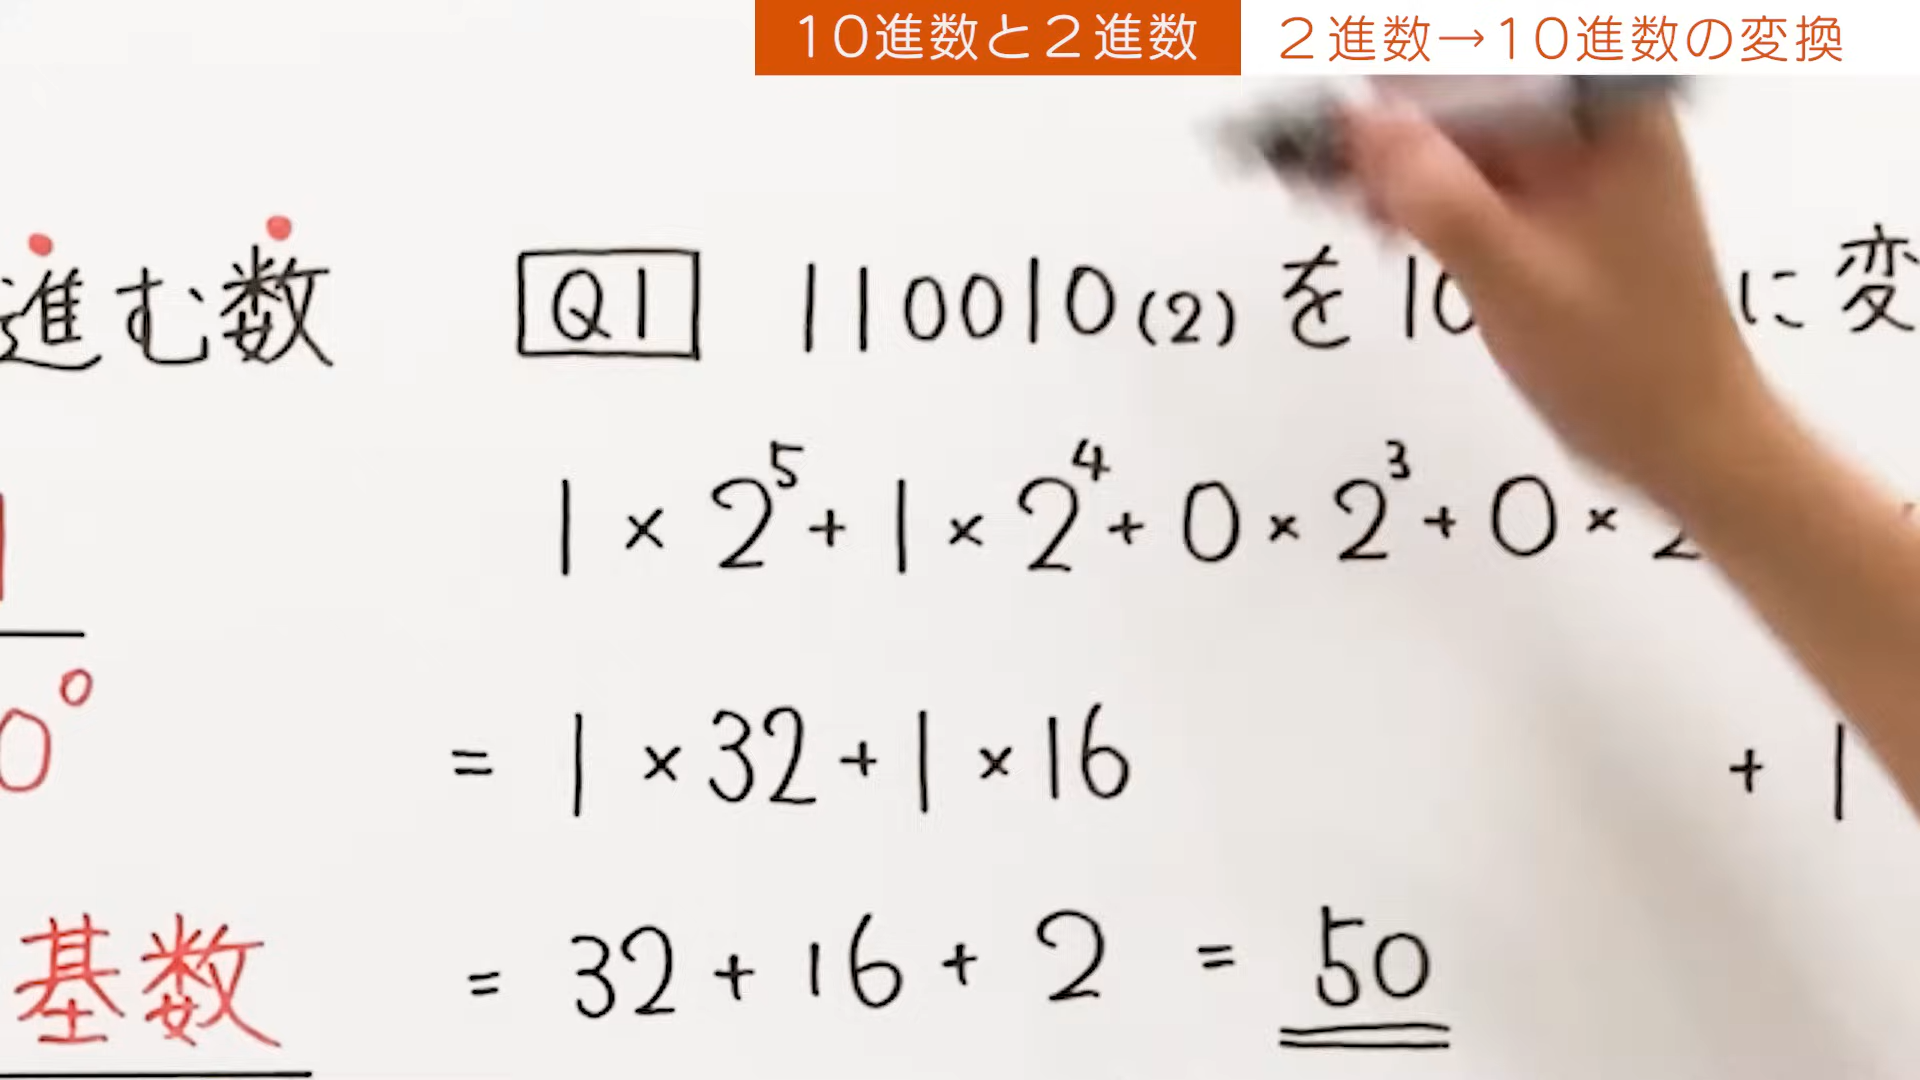 10進数と2進数 2進数→10進数の変換
進む数
Q1 110010(2) を 10 に変
1 × 2⁵ + 1 × 2⁴ + 0 × 2³ + 0 × 2
= 1 × 32 + 1 × 16 + 1
0⁰
= 32 + 16 + 2 = 50
基数